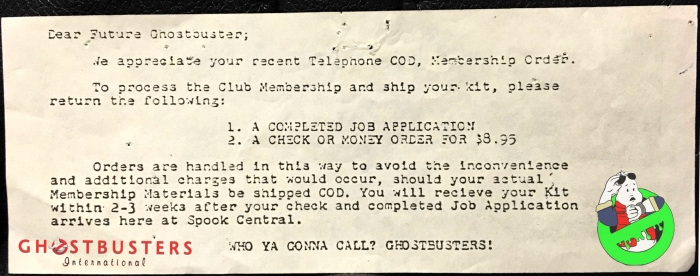 Dear Future Ghostbuster;
We appreciate your recent Telephone COD, Membership Order.
To process the Club Membership and ship your kit, please
return the following:
1. A COMPLETED JOB APPLICATION
2. A CHECK OR MONEY ORDER FOR $8.95
Orders are handled in this way to avoid the inconvenience
and additional charges that would occur, should your actual
Membership Materials be shipped COD. You will recieve your Kit
within 2-3 weeks after your check and completed Job Application
arrives here at Spook Central.
WHO YA GONNA CALL? GHOSTBUSTERS!
GHOSTBUSTERS
International